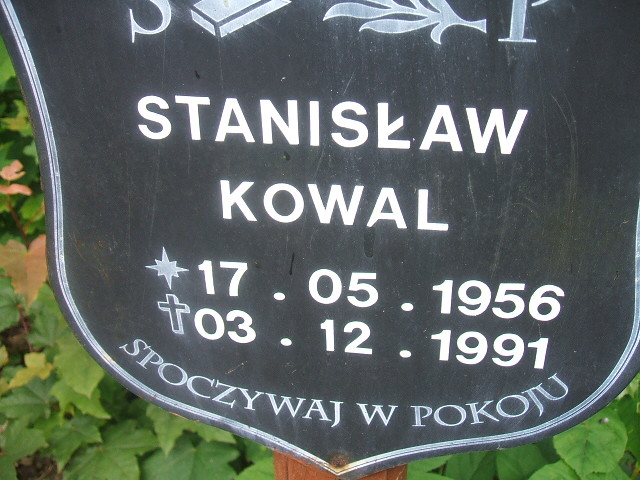 Ś P
STANISŁAW
KOWAL
17 . 05 . 1956
03 . 12 . 1991
SPOCZYWAJ W POKOJU